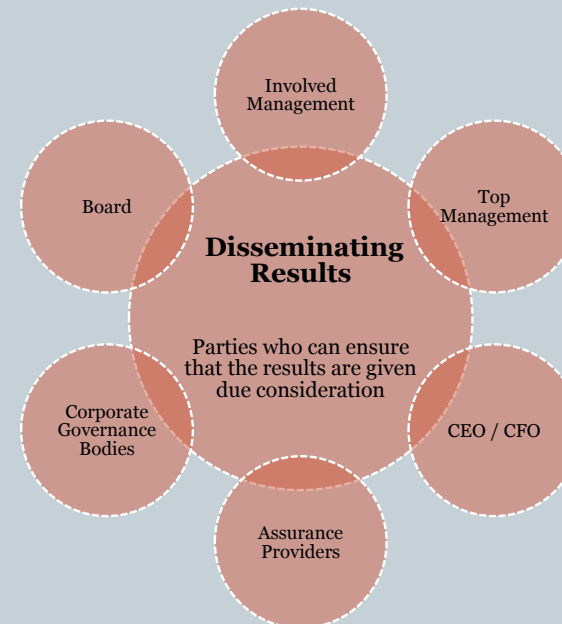 Involved
Management
Board
Top
Management
Disseminating
Results
Parties who can ensure
that the results are given
due consideration
Corporate
Governance
Bodies
CEO / CFO
Assurance
Providers